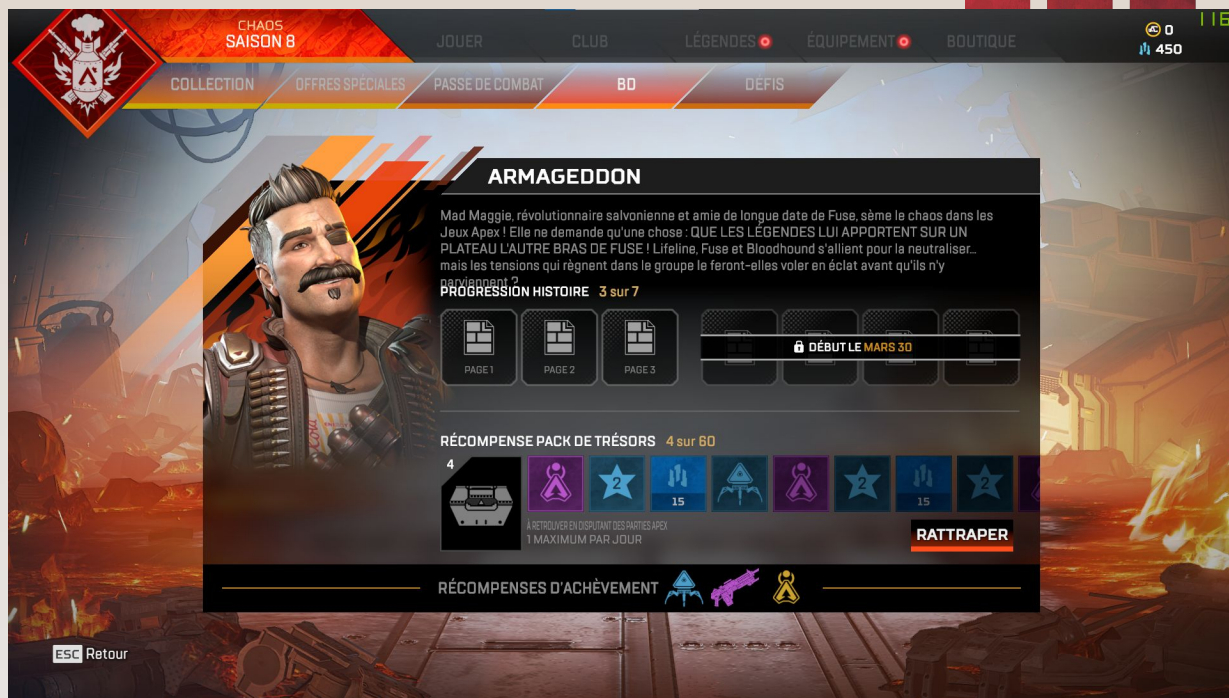 CHAOS
SAISON 8
JOUER
CLUB
LÉGENDES
ÉQUIPEMENT
BOUTIQUE
0
450
116
COLLECTION
OFFRES SPÉCIALES
PASSE DE COMBAT
BD
DÉFIS
ARMAGEDDON
Mad Maggie, révolutionnaire salvonienne et amie de longue date de Fuse, sème le chaos dans les
Jeux Apex ! Elle ne demande qu'une chose : QUE LES LÉGENDES LUI APPORTENT SUR UN
PLATEAU L'AUTRE BRAS DE FUSE ! Lifeline, Fuse et Bloodhound s'allient pour la neutraliser...
mais les tensions qui règnent dans le groupe le feront-elles voler en éclat avant qu'ils n'y
parviennent ?
PROGRESSION HISTOIRE 3 sur 7
PAGE 1
PAGE 2
PAGE 3
DÉBUT LE MARS 30
RÉCOMPENSE PACK DE TRÉSORS 4 sur 60
4
2
15
2
15
2
À RETROUVER EN DISPUTANT DES PARTIES APEX
1 MAXIMUM PAR JOUR
RATTRAPER
RÉCOMPENSES D'ACHÈVEMENT
ESC Retour